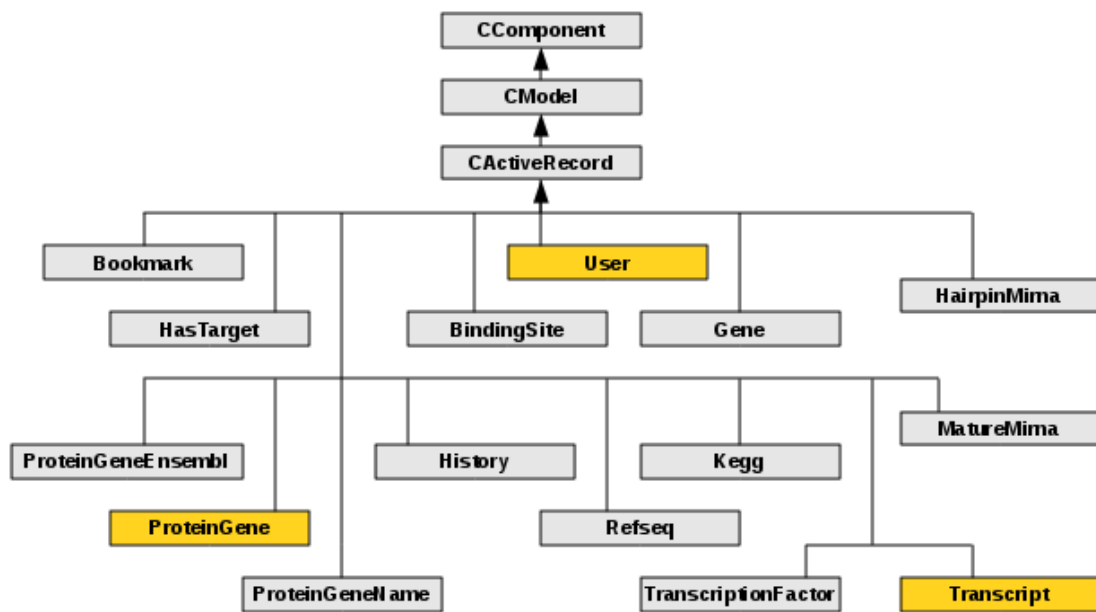 CComponent
CModel
CActiveRecord
Bookmark
User
HairpinMirna
HasTarget
BindingSite
Gene
MatureMirna
ProteinGeneEnsembl
History
Kegg
ProteinGene
Refseq
ProteinGeneName
TranscriptionFactor
Transcript